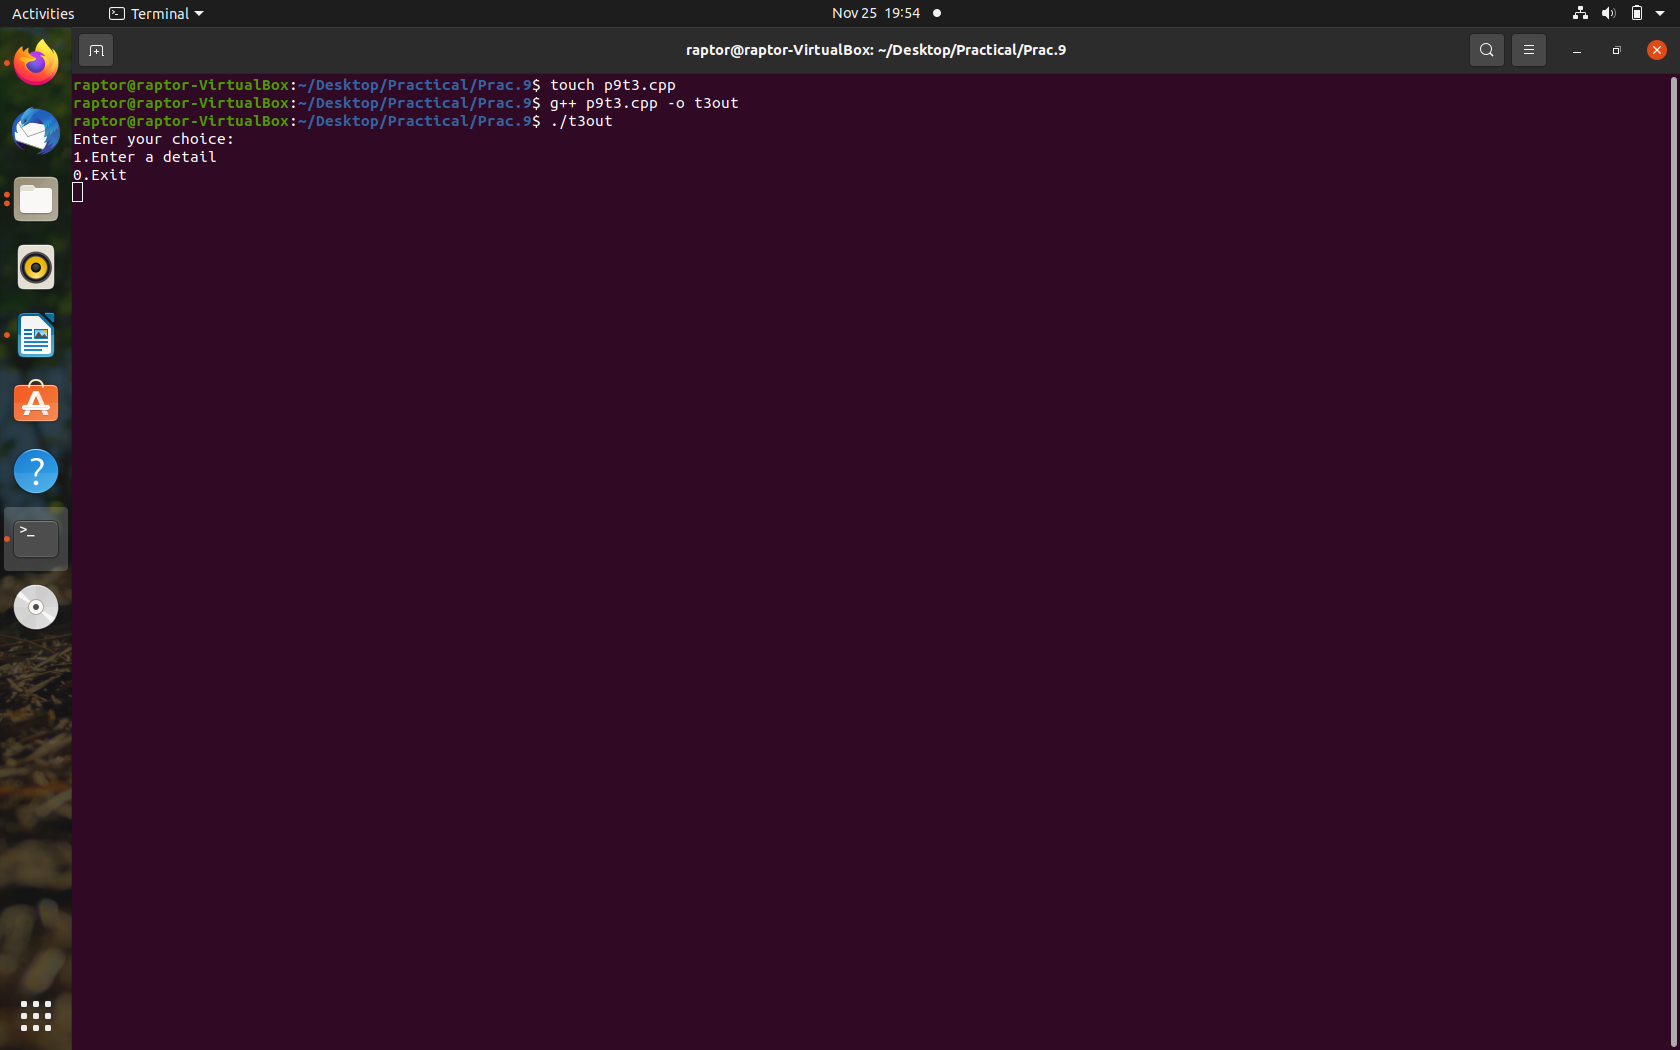 Activities Terminal Nov 25 19:54
raptor@raptor-VirtualBox: ~/Desktop/Practical/Prac.9
raptor@raptor-VirtualBox:~/Desktop/Practical/Prac.9$ touch p9t3.cpp
raptor@raptor-VirtualBox:~/Desktop/Practical/Prac.9$ g++ p9t3.cpp -o t3out
raptor@raptor-VirtualBox:~/Desktop/Practical/Prac.9$ ./t3out
Enter your choice:
1.Enter a detail
0.Exit